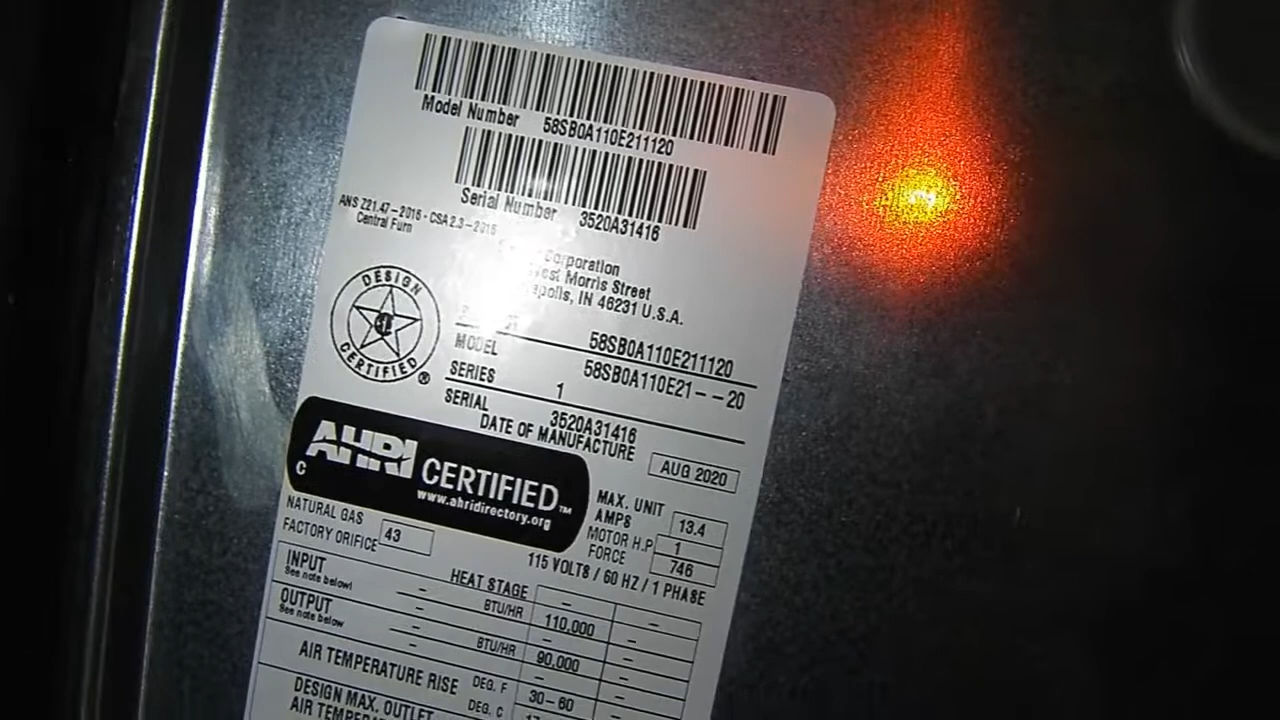 Model Number 58SB0A110E211120
Serial Number 3520A31416
ANS Z21.47-2016 · CSA 2.3-2016
Central Furn
Corporation
West Morris Street
apolis, IN 46231 U.S.A.
DESIGN
CERTIFIED ®
58SB0A110E211120
MODEL 58SB0A110E21--20
SERIES 1
SERIAL 3520A31416
DATE OF MANUFACTURE AUG 2020
C AHRI CERTIFIED™
www.ahridirectory.org
NATURAL GAS
FACTORY ORIFICE 43
MAX. UNIT
AMPS 13.4
MOTOR H.P 1
FORCE 746
115 VOLTS / 60 HZ / 1 PHASE
HEAT STAGE - -
INPUT - BTU/HR 110,000 -
See note below!
OUTPUT - BTU/HR 90,000 -
See note below
AIR TEMPERATURE RISE DEG. F 30-60 -
DEG. C
DESIGN MAX. OUTLET